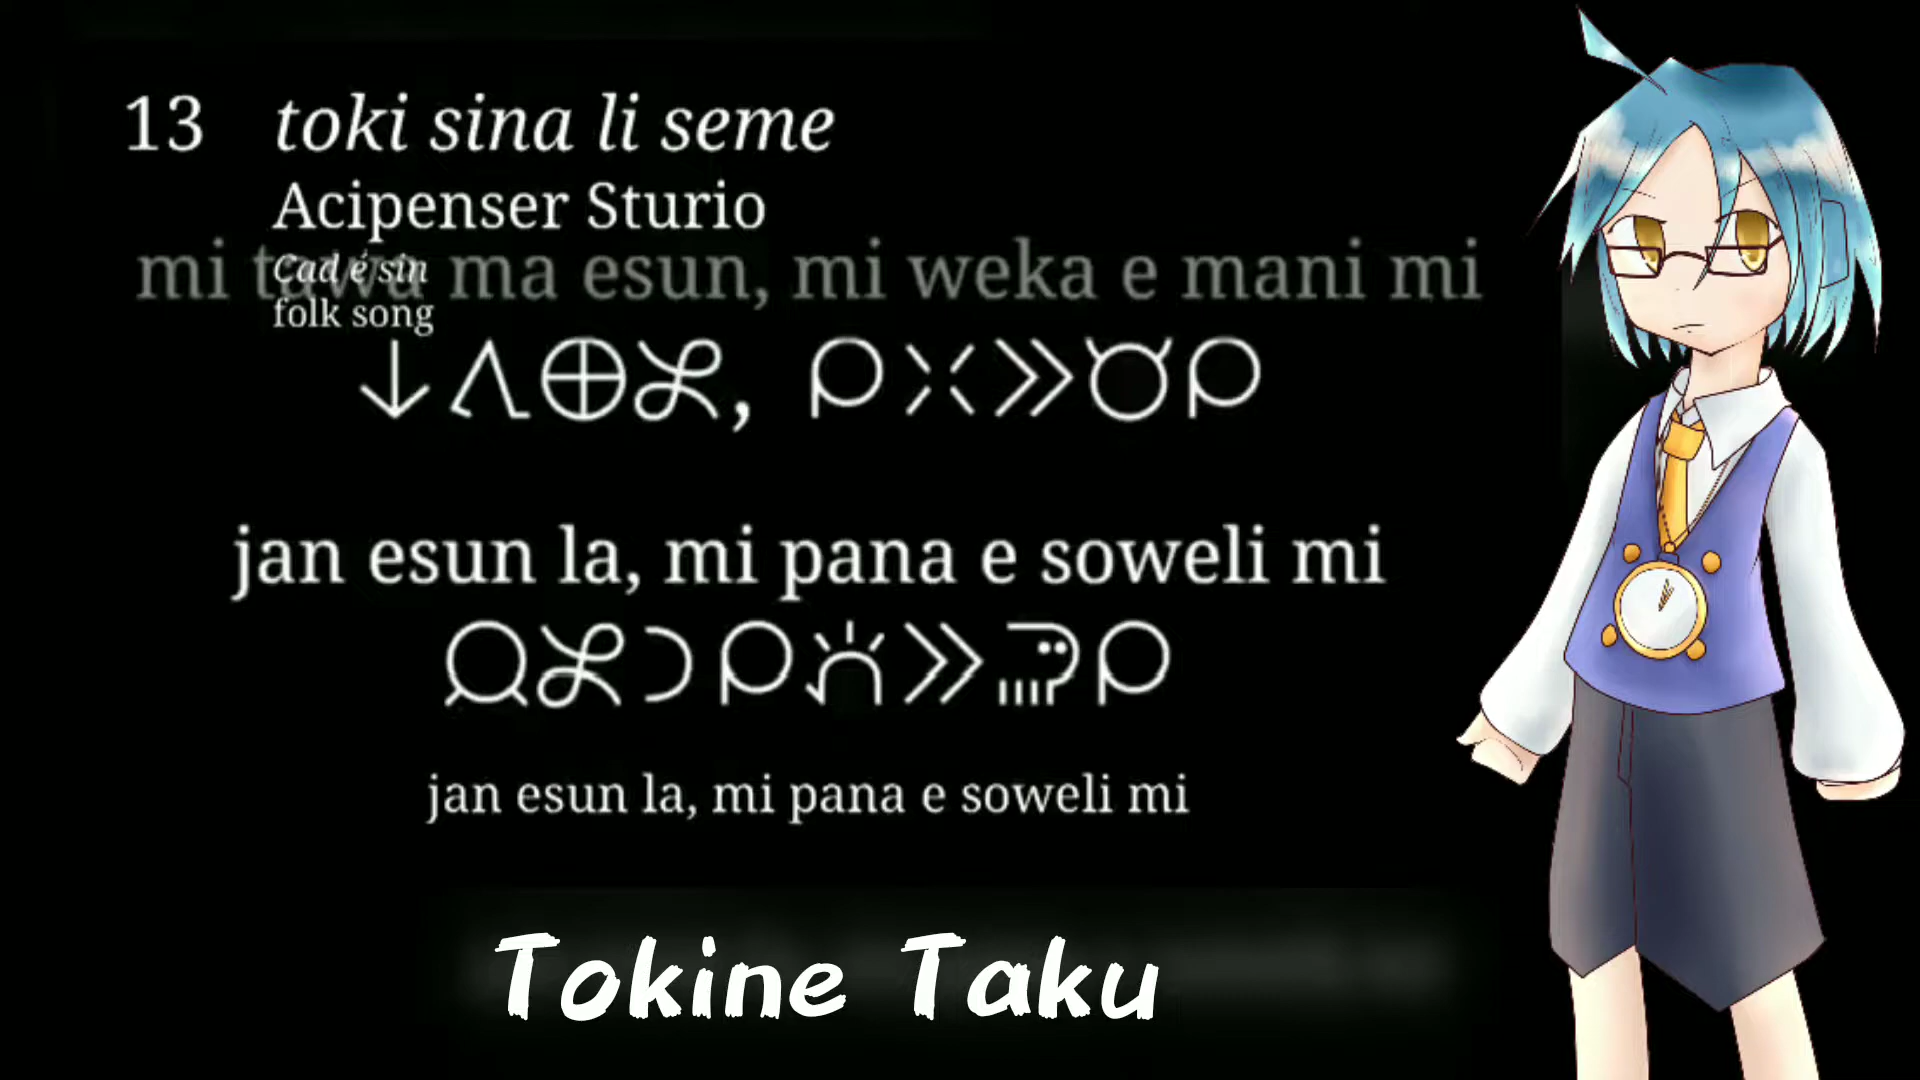 13 toki sina li seme
Acipenser Sturio
mi tawa ma esun, mi weka e mani mi
Cad é sin
folk song
jan esun la, mi pana e soweli mi
jan esun la, mi pana e soweli mi
Tokine Taku